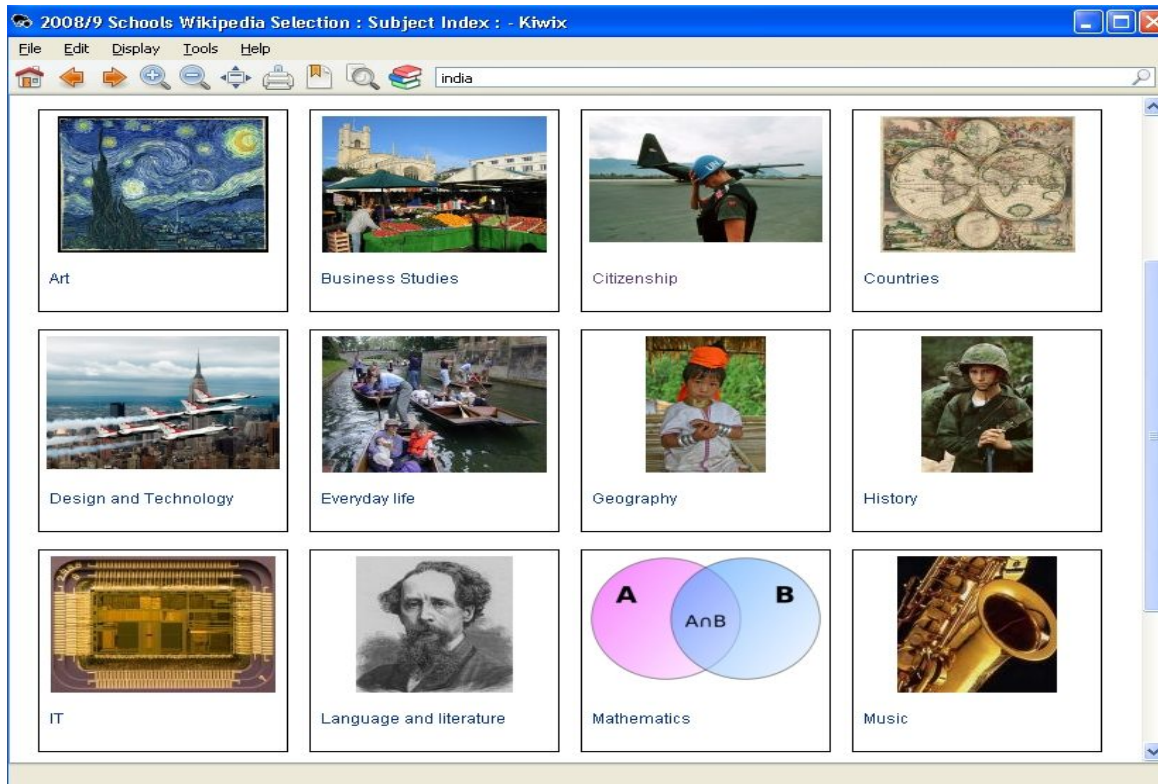 2008/9 Schools Wikipedia Selection : Subject Index : - Kiwix
File Edit Display Tools Help
india
Art Business Studies Citizenship Countries
Design and Technology Everyday life Geography History
A A∩B B
IT Language and literature Mathematics Music